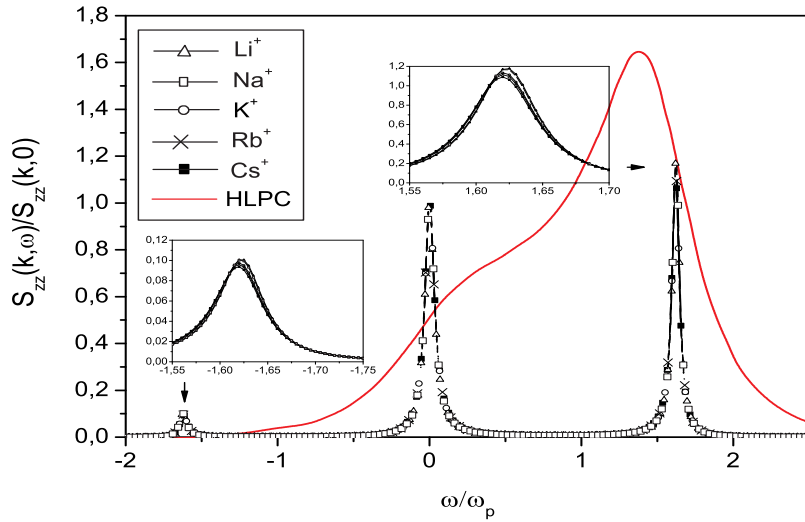 S_zz(k,ω)/S_zz(k,0)
1,8
1,6
1,4
1,2
1,0
0,8
0,6
0,4
0,2
0,0
Li⁺
Na⁺
K⁺
Rb⁺
Cs⁺
HLPC
1,2
1,0
0,8
0,6
0,4
0,2
0,0
1,55 1,60 1,65 1,70
0,12
0,10
0,08
0,06
0,04
0,02
0,00
-1,55 -1,60 -1,65 -1,70 -1,75
-2 -1 0 1 2
ω/ω_p